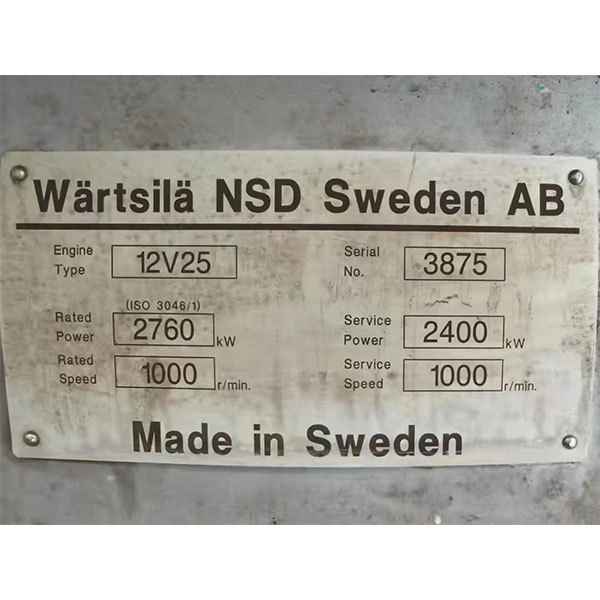 Wärtsilä NSD Sweden AB
Engine Type 12V25 Serial No. 3875
(ISO 3046/1)
Rated Power 2760 kW Service Power 2400 kW
Rated Speed 1000 r/min. Service Speed 1000 r/min.
Made in Sweden